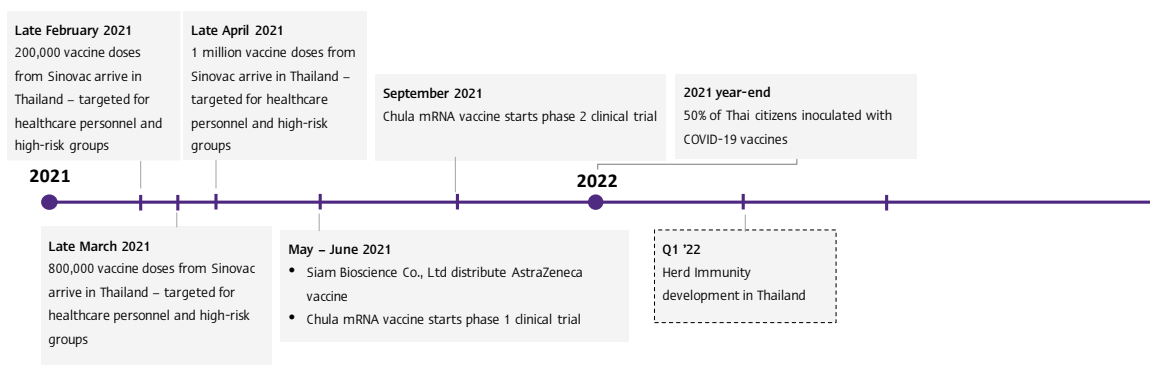 Late February 2021
200,000 vaccine doses
from Sinovac arrive in
Thailand – targeted for
healthcare personnel and
high-risk groups
Late April 2021
1 million vaccine doses from
Sinovac arrive in Thailand –
targeted for healthcare
personnel and high-risk
groups
September 2021
Chula mRNA vaccine starts phase 2 clinical trial
2021 year-end
50% of Thai citizens inoculated with
COVID-19 vaccines
2021
2022
Late March 2021
800,000 vaccine doses from Sinovac
arrive in Thailand – targeted for
healthcare personnel and high-risk
groups
May – June 2021
• Siam Bioscience Co., Ltd distribute AstraZeneca
vaccine
• Chula mRNA vaccine starts phase 1 clinical trial
Q1 ’22
Herd Immunity
development in Thailand